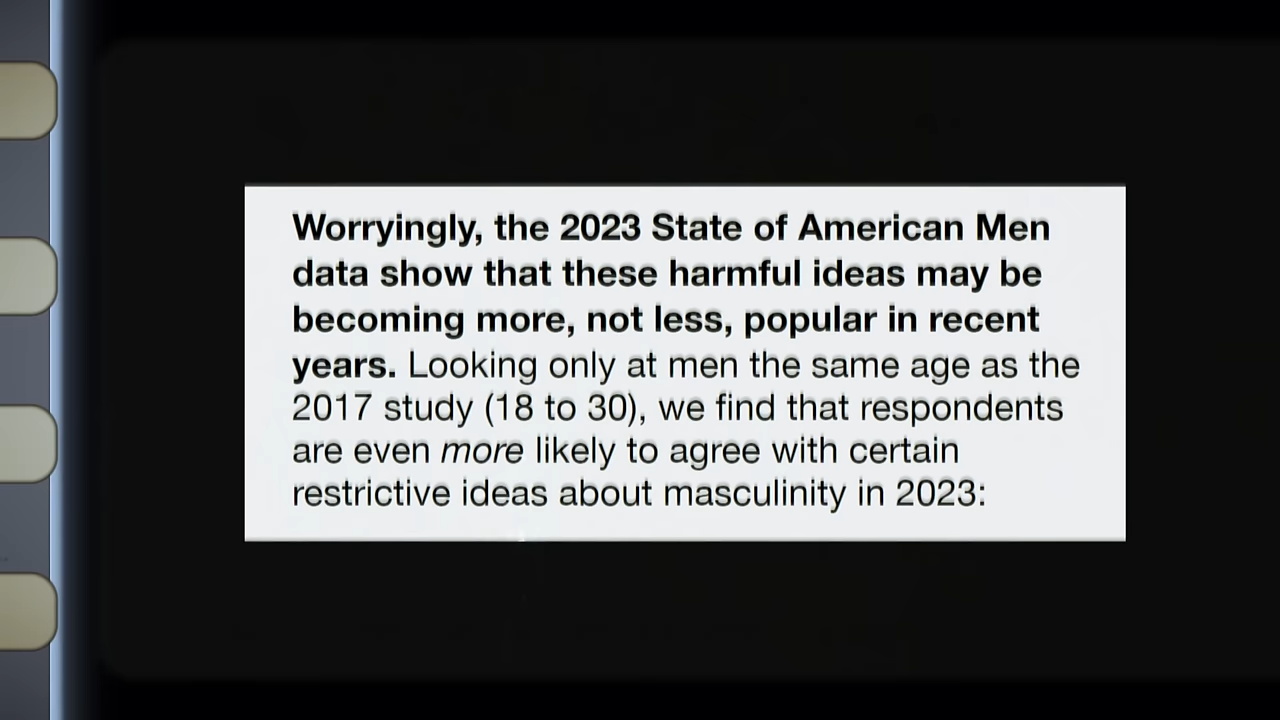 Worryingly, the 2023 State of American Men
data show that these harmful ideas may be
becoming more, not less, popular in recent
years. Looking only at men the same age as the
2017 study (18 to 30), we find that respondents
are even more likely to agree with certain
restrictive ideas about masculinity in 2023: